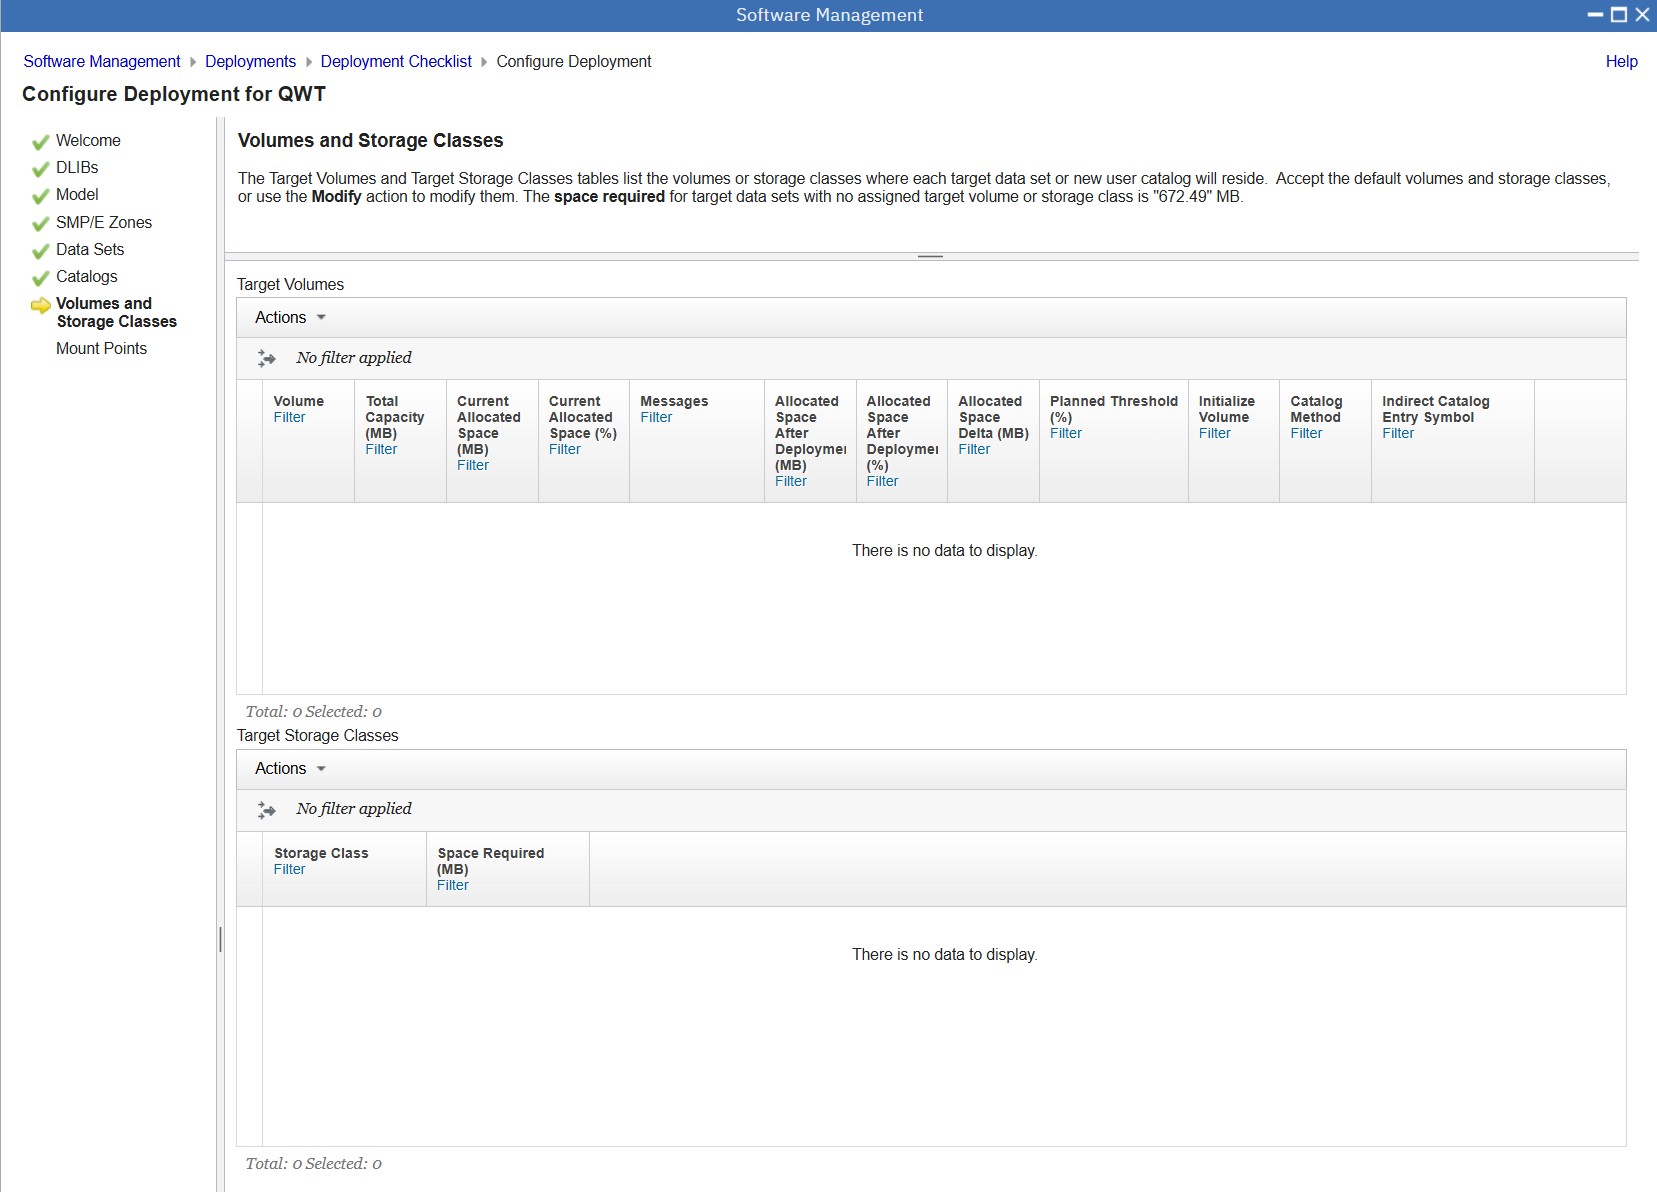 Software Management
Software Management Deployments Deployment Checklist Configure Deployment
Help
Configure Deployment for QWT
Welcome
DLIBs
Model
SMP/E Zones
Data Sets
Catalogs
Volumes and
Storage Classes
Mount Points
Volumes and Storage Classes
The Target Volumes and Target Storage Classes tables list the volumes or storage classes where each target data set or new user catalog will reside.  Accept the default volumes and storage classes,
or use the Modify action to modify them. The space required for target data sets with no assigned target volume or storage class is "672.49" MB.
Target Volumes
Actions
No filter applied
Volume
Filter
Total
Capacity
(MB)
Filter
Current
Allocated
Space
(MB)
Filter
Current
Allocated
Space (%)
Filter
Messages
Filter
Allocated
Space
After
Deploymer
(MB)
Filter
Allocated
Space
After
Deploymer
(%)
Filter
Allocated
Space
Delta (MB)
Filter
Planned Threshold
(%)
Filter
Initialize
Volume
Filter
Catalog
Method
Filter
Indirect Catalog
Entry Symbol
Filter
There is no data to display.
Total: 0 Selected: 0
Target Storage Classes
Actions
No filter applied
Storage Class
Filter
Space Required
(MB)
Filter
There is no data to display.
Total: 0 Selected: 0